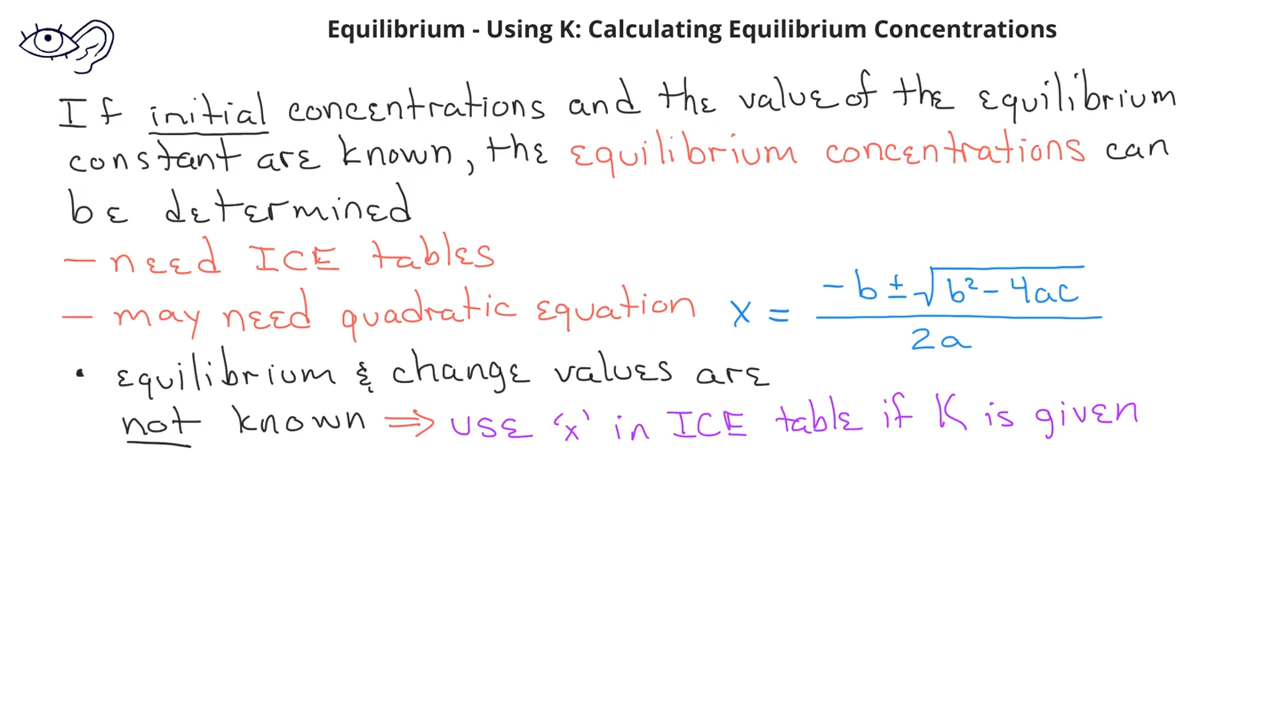 Equilibrium - Using K: Calculating Equilibrium Concentrations
If initial concentrations and the value of the equilibrium
constant are known, the equilibrium concentrations can
be determined
– need ICE tables
– may need quadratic equation x = (-b ± √(b² - 4ac)) / 2a
• equilibrium & change values are
not known ⇒ use 'x' in ICE table if K is given